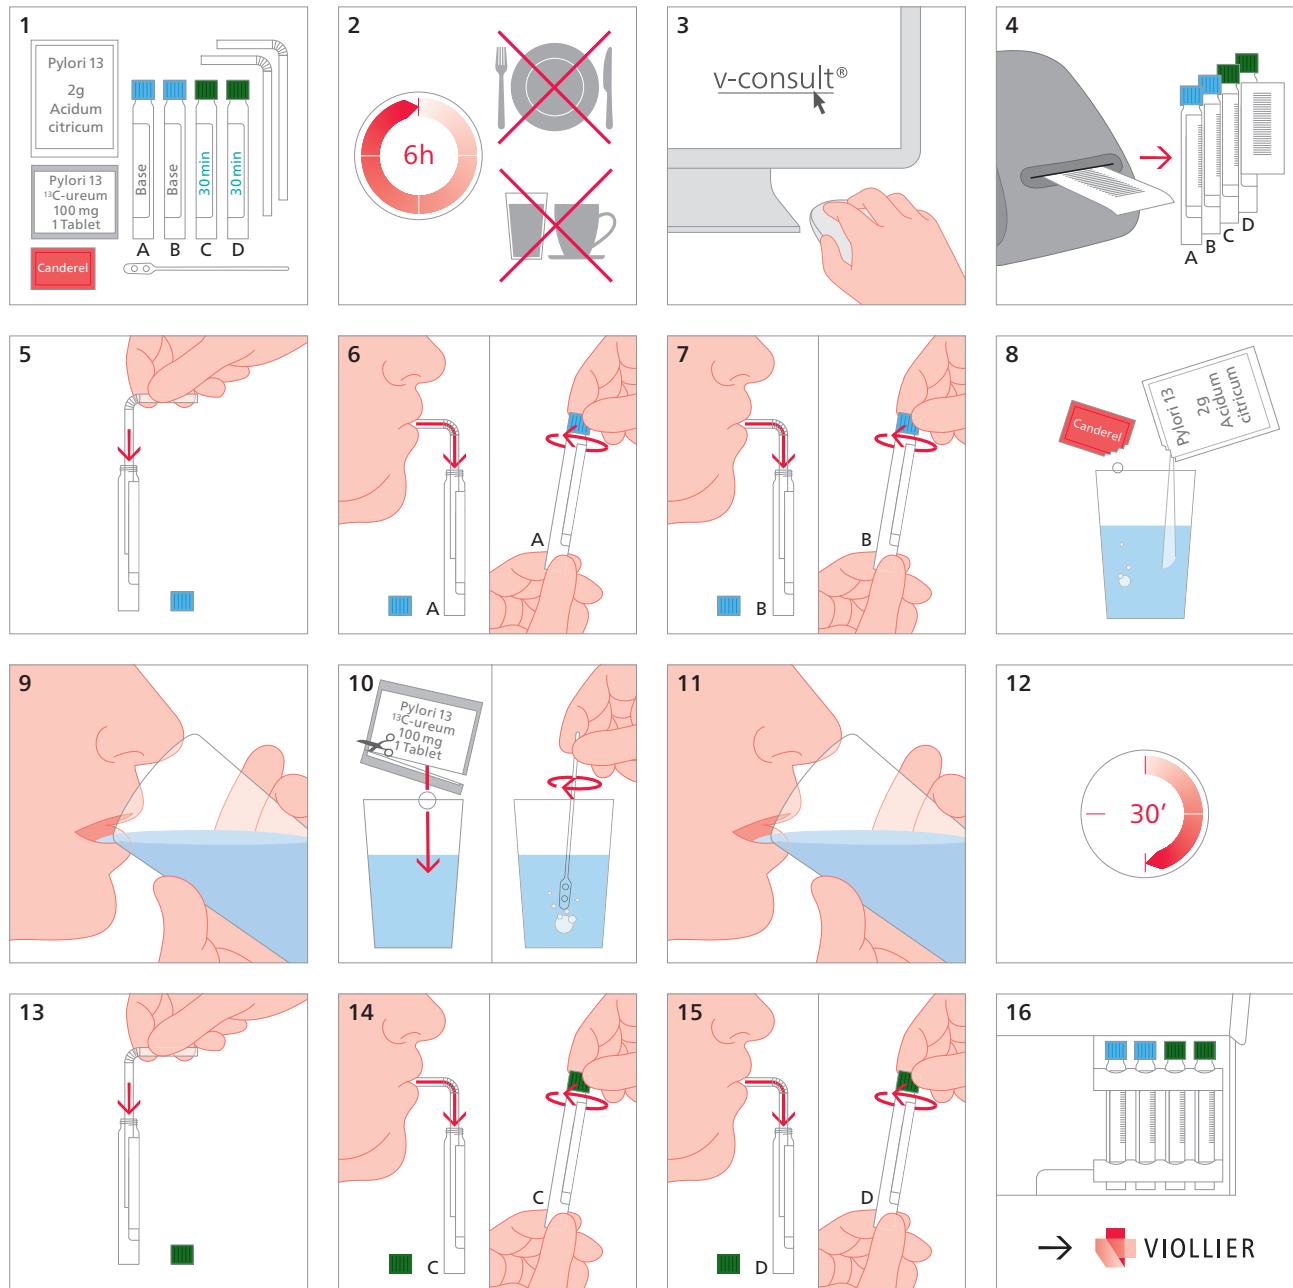 1
Pylori 13
2g
Acidum
citricum
Pylori 13
¹³C-ureum
100 mg
1 Tablet
Canderel
Base
Base
30 min
30 min
A B C D
2
6h
3
v-consult®
4
A
B
C
D
5
6
A
A
7
B
B
8
Canderel
Pylori 13
2g
Acidum
citricum
9
10
Pylori 13
¹³C-ureum
100 mg
1 Tablet
11
12
30’
13
14
C
C
15
D
D
16
VIOLLIER